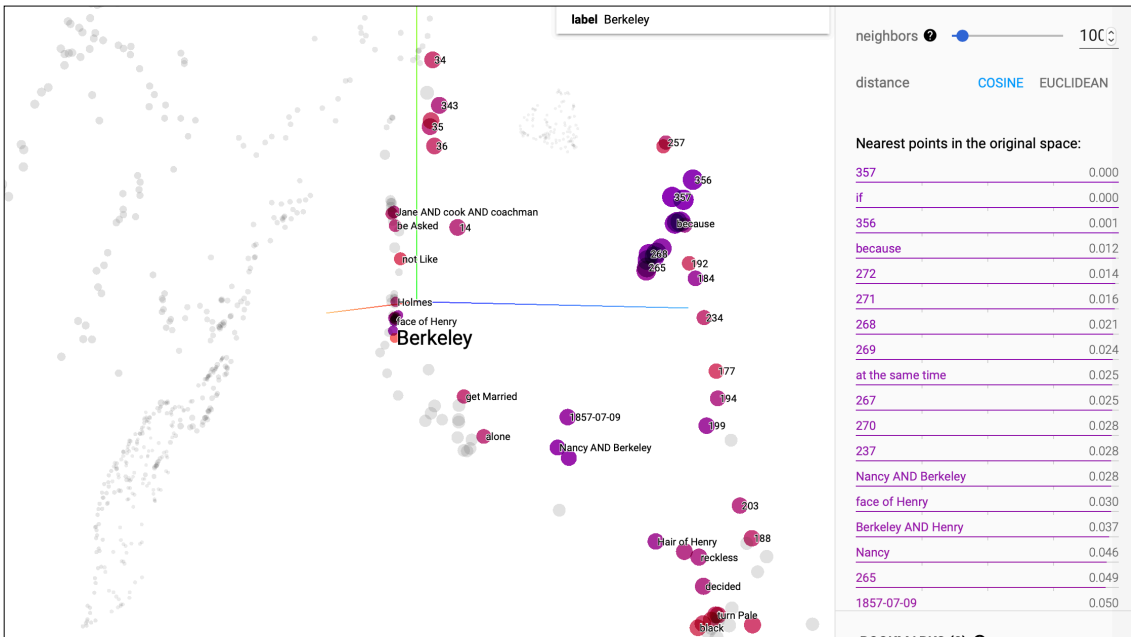 label Berkeley
neighbors ? 100
distance COSINE EUCLIDEAN
Nearest points in the original space:
357 0.000
if 0.000
356 0.001
because 0.012
272 0.014
271 0.016
268 0.021
269 0.024
at the same time 0.025
267 0.025
270 0.028
237 0.028
Nancy AND Berkeley 0.028
face of Henry 0.030
Berkeley AND Henry 0.037
Nancy 0.046
265 0.049
1857-07-09 0.050
34
343
35
36
257
356
357
Jane AND cook AND coachman
be Asked
14
because
not Like
268
265
192
184
Holmes
face of Henry
234
Berkeley
177
get Married
194
1857-07-09
199
alone
Nancy AND Berkeley
203
Hair of Henry
188
reckless
decided
turn Pale
black